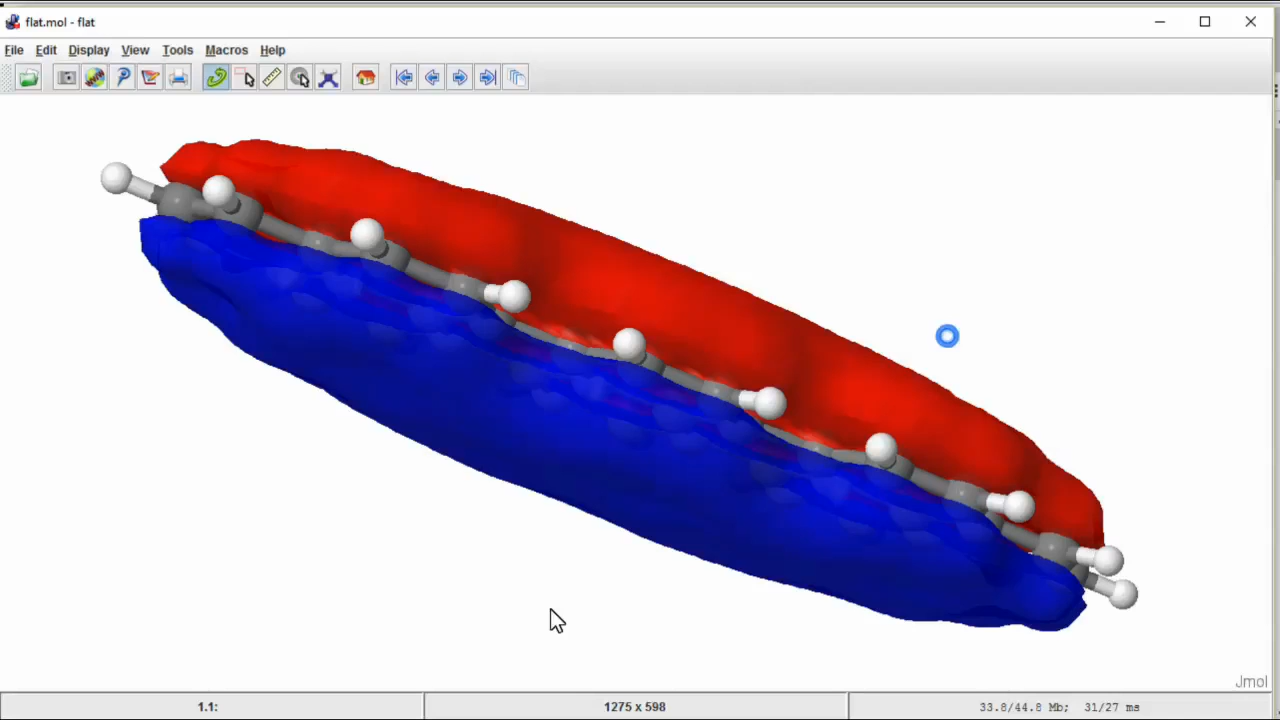 flat.mol - flat
File Edit Display View Tools Macros Help
Jmol
1.1: 1275 x 598 33.8/44.8 Mb; 31/27 ms